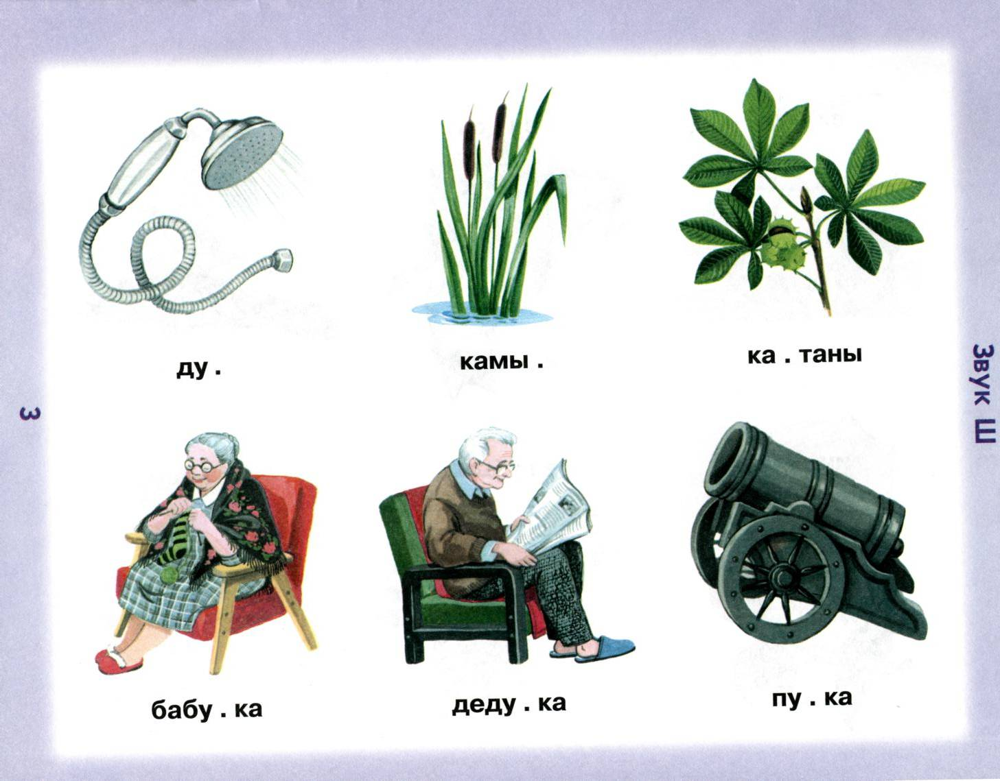 ду .
камы .
ка . таны
бабу . ка
деду . ка
пу . ка
Звук Ш
3